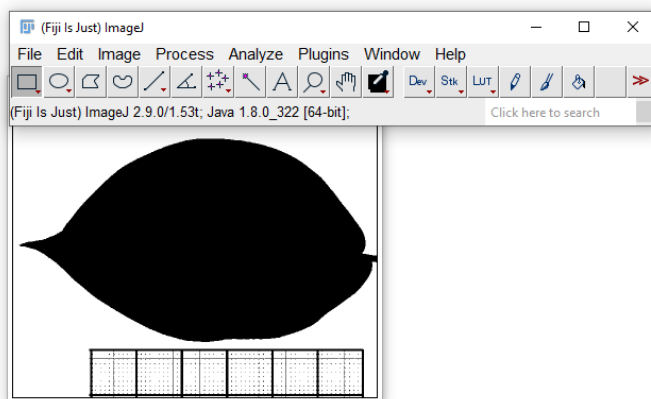 (Fiji Is Just) ImageJ
File Edit Image Process Analyze Plugins Window Help
A Dev Stk LUT >>
(Fiji Is Just) ImageJ 2.9.0/1.53t; Java 1.8.0_322 [64-bit]; Click here to search